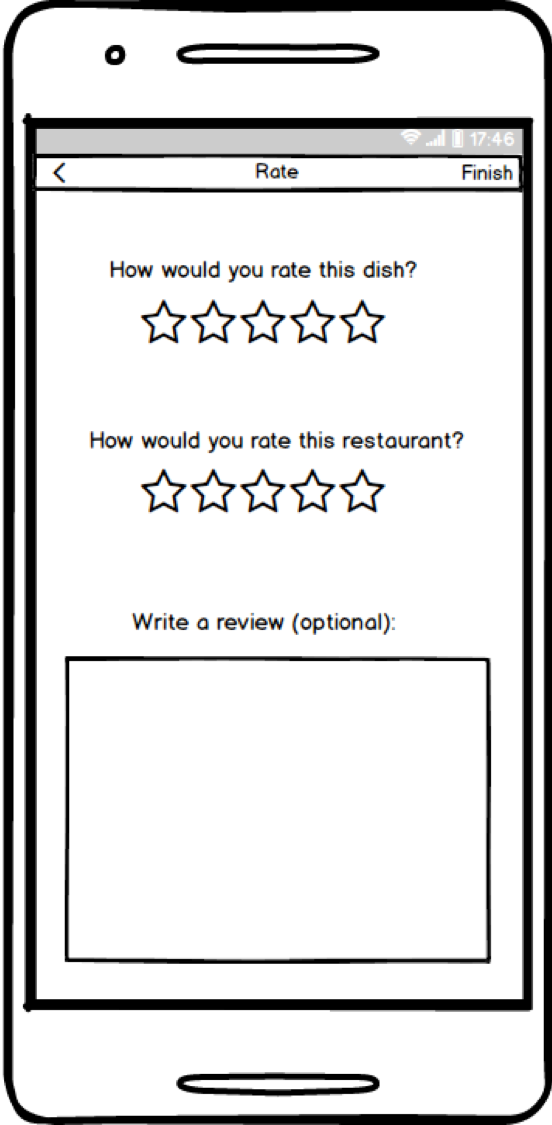 17:46
< Rate Finish
How would you rate this dish?
How would you rate this restaurant?
Write a review (optional):